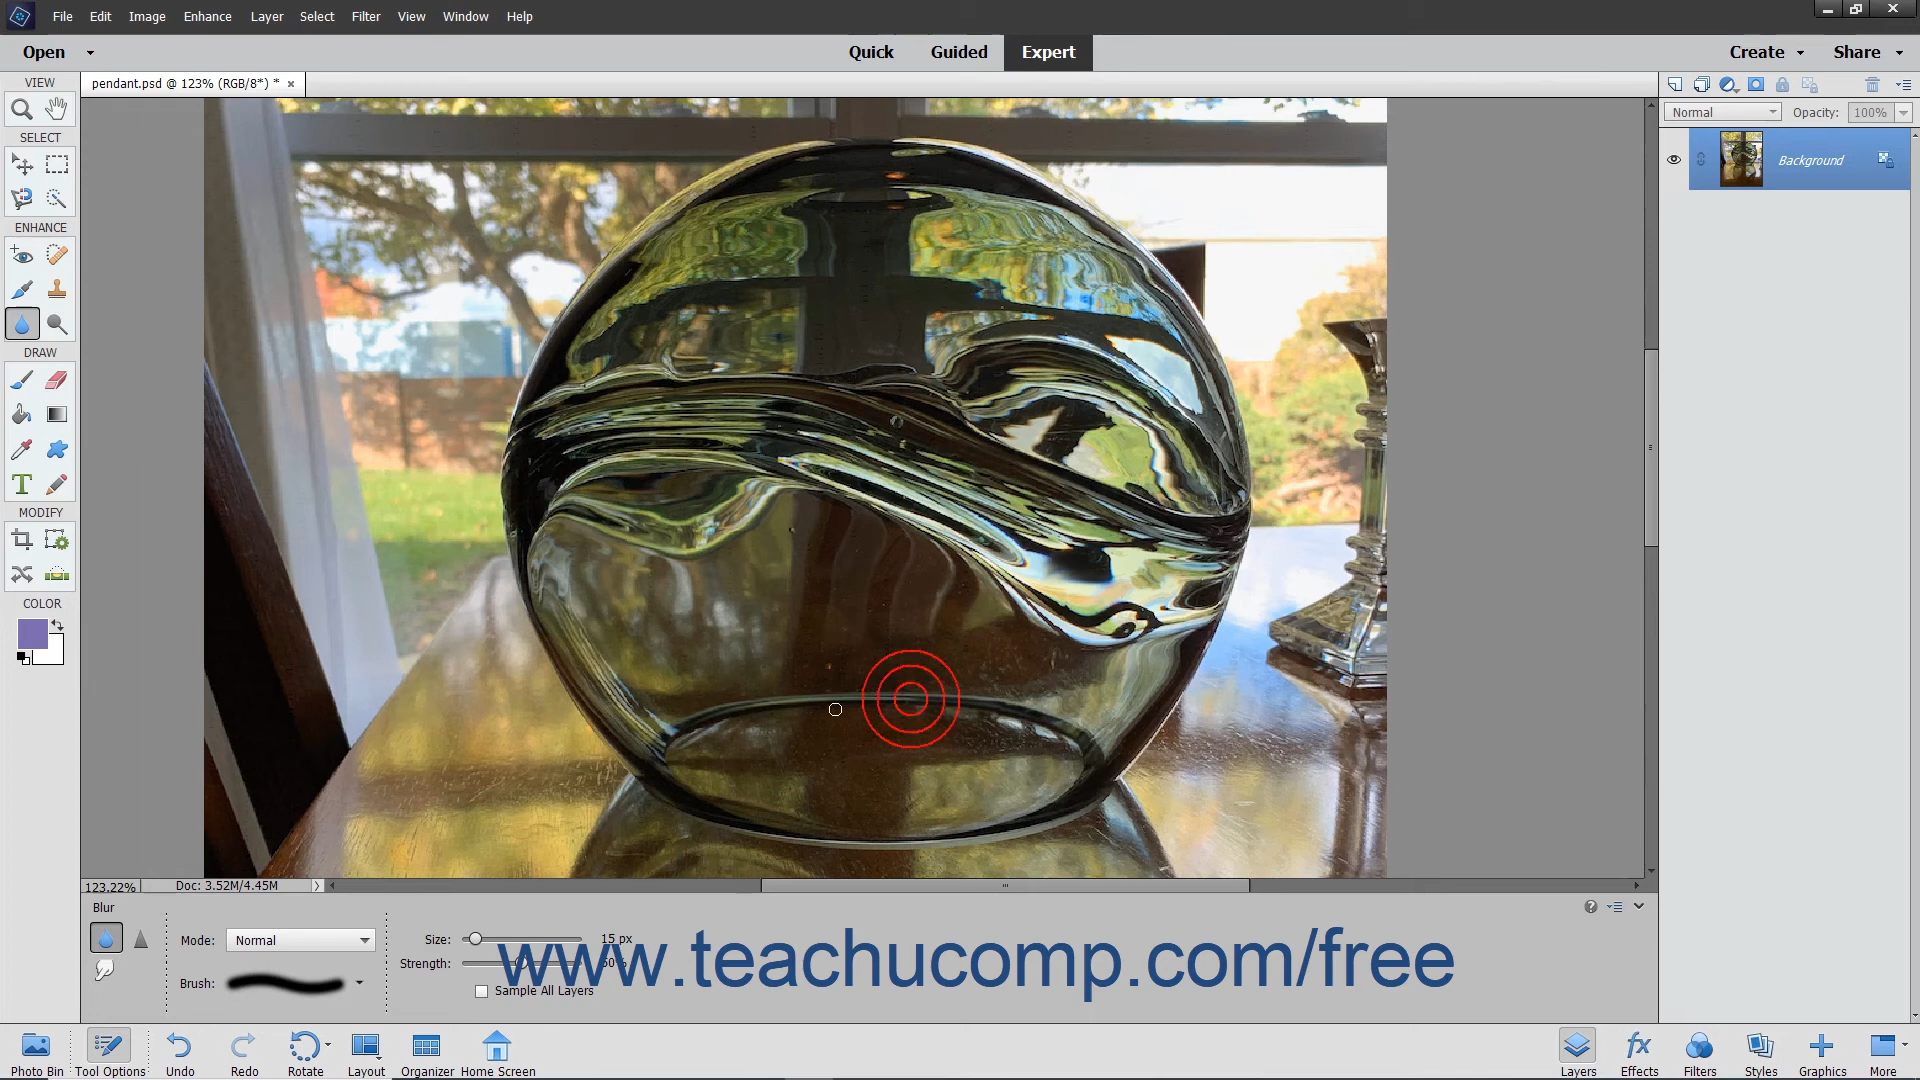 File Edit Image Enhance Layer Select Filter View Window Help
Open Quick Guided Expert Create Share
VIEW pendant.psd @ 123% (RGB/8*) * ×
Normal Opacity: 100%
SELECT
Background
ENHANCE
DRAW
MODIFY
COLOR
123.22% Doc: 3.52M/4.45M
Blur
Mode: Normal Size: 15 px
Strength: 50%
Brush: Sample All Layers
www.teachucomp.com/free
Photo Bin Tool Options Undo Redo Rotate Layout Organizer Home Screen Layers Effects Filters Styles Graphics More